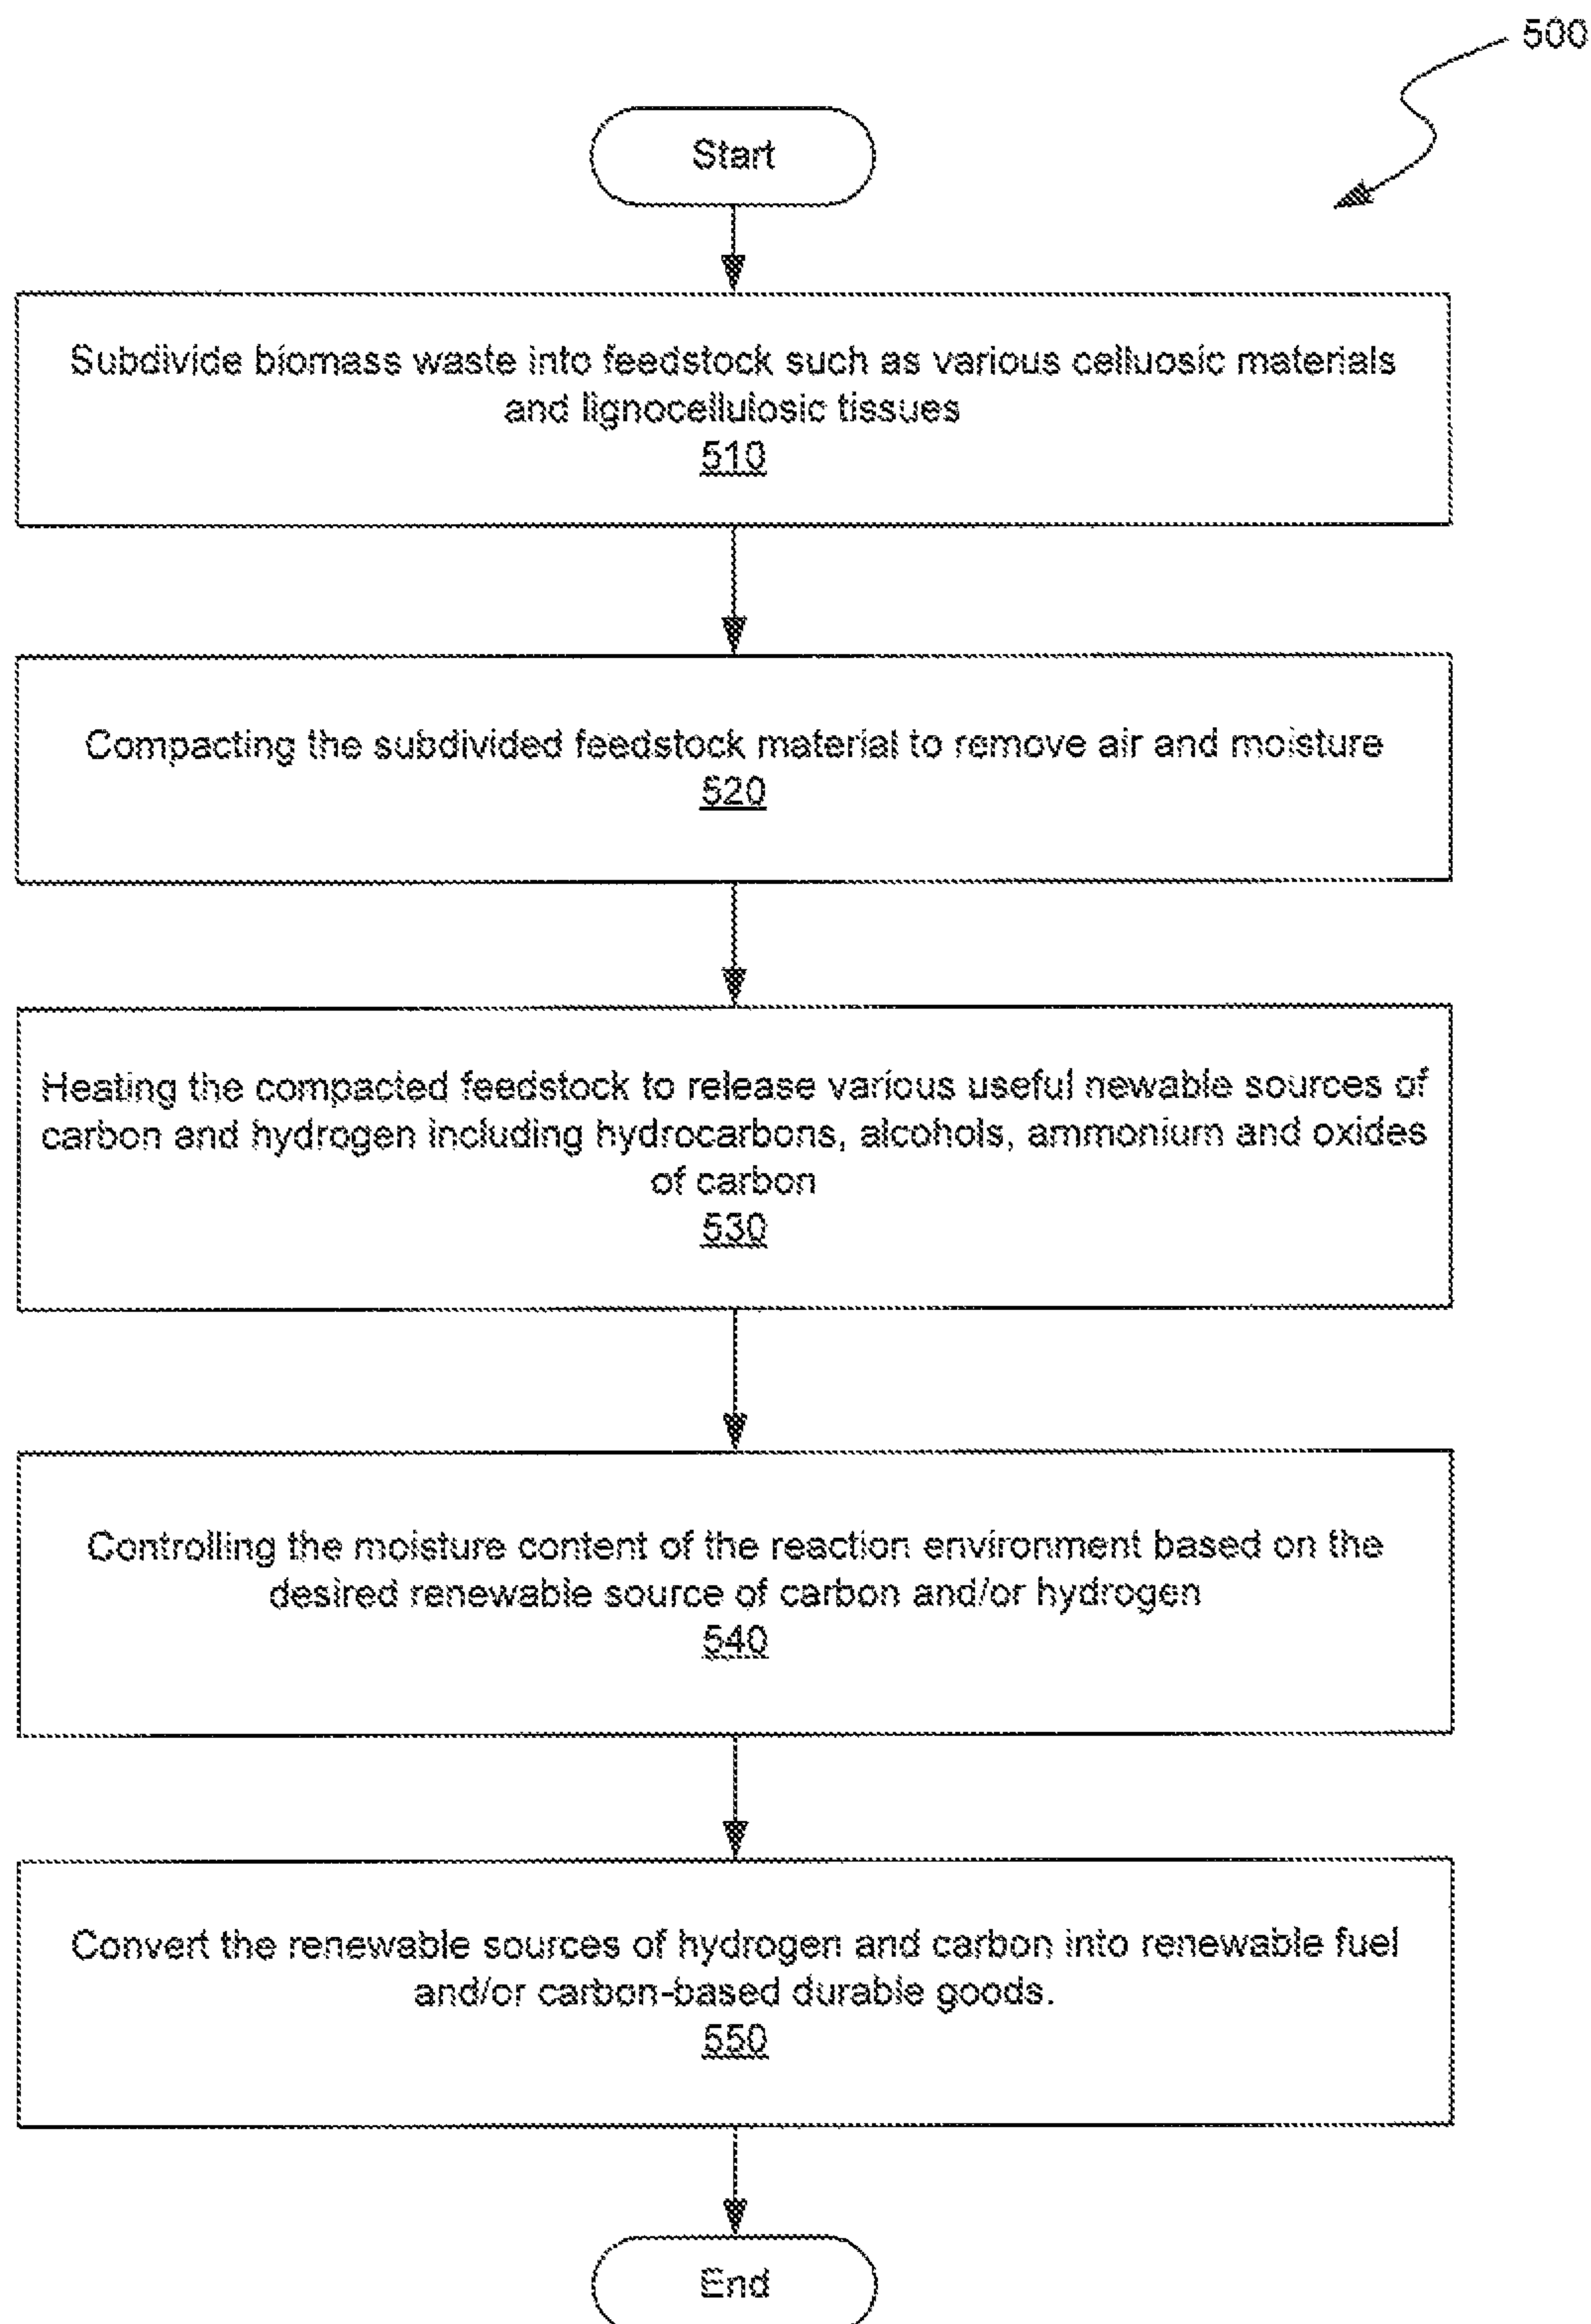 500
Start
Subdivide biomass waste into feedstock such as various celluosic materials
and lignocellulosic tissues
510
Compacting the subdivided feedstock material to remove air and moisture
520
Heating the compacted feedstock to release various useful newable sources of
carbon and hydrogen including hydrocarbons, alcohols, ammonium and oxides
of carbon
530
Controlling the moisture content of the reaction environment based on the
desired renewable source of carbon and/or hydrogen
540
Convert the renewable sources of hydrogen and carbon into renewable fuel
and/or carbon-based durable goods.
550
End